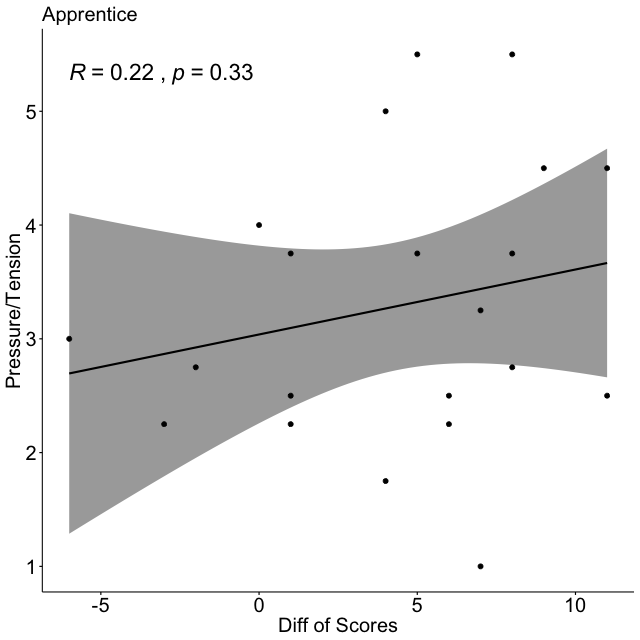 Apprentice
R = 0.22 , p = 0.33
Pressure/Tension
5
4
3
2
1
-5 0 5 10
Diff of Scores